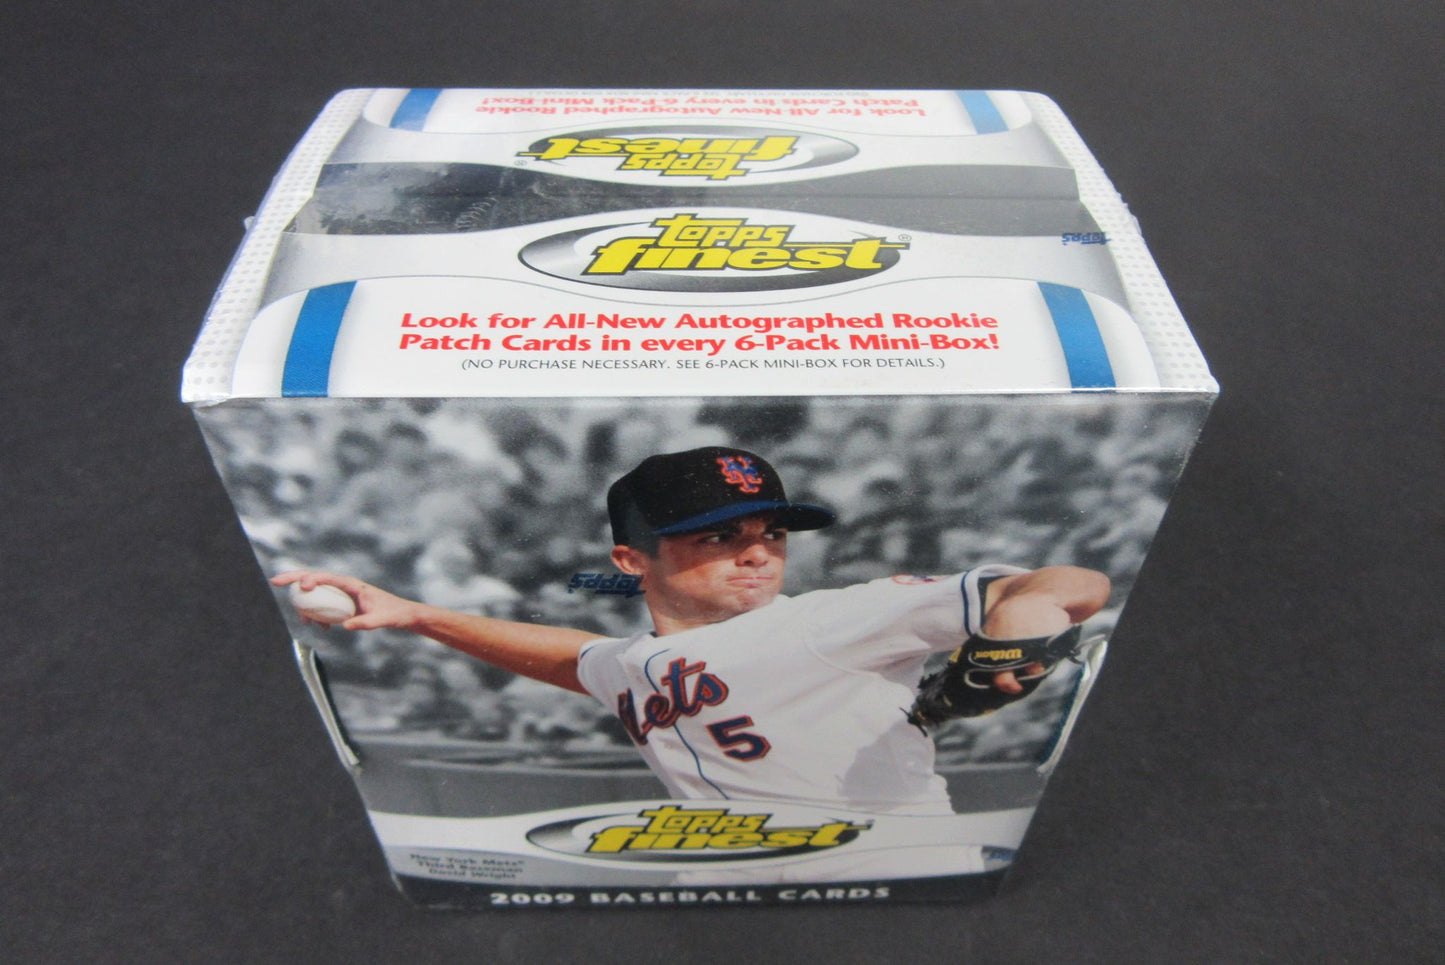 Look for All-New Autographed Rookie
Patch Cards in every 6-Pack Mini-Box!
topps
finest®
topps
finest®
topps
Look for All-New Autographed Rookie
Patch Cards in every 6-Pack Mini-Box!
(NO PURCHASE NECESSARY. SEE 6-PACK MINI-BOX FOR DETAILS.)
NY
topps
Wilson
Mets
5
topps
finest
New York Mets®
Third Baseman
David Wright
2009 BASEBALL CARDS